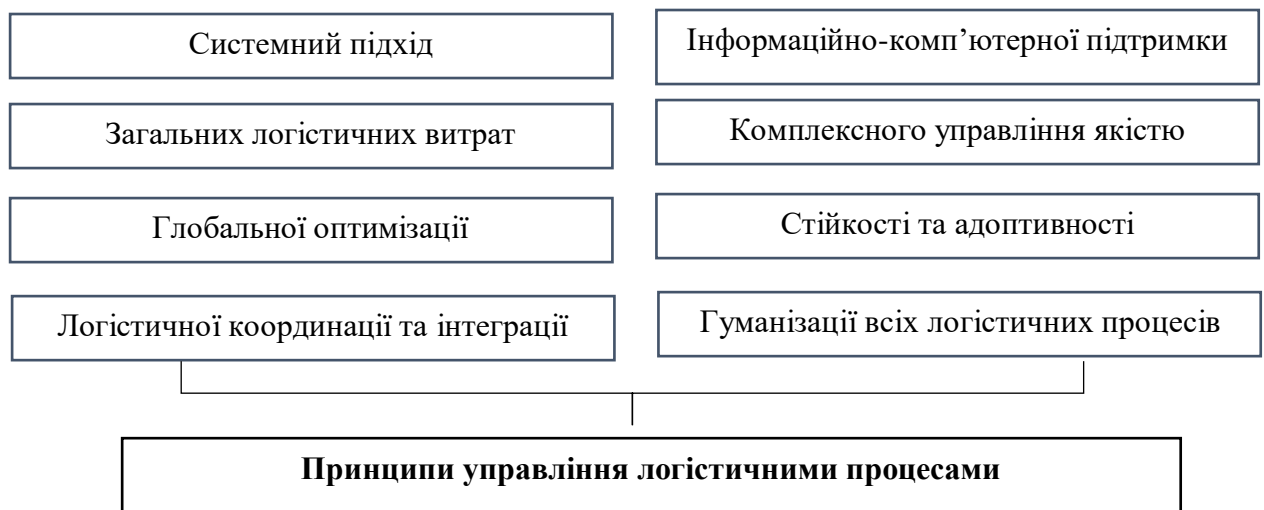 Системний підхід
Інформаційно-комп’ютерної підтримки
Загальних логістичних витрат
Комплексного управління якістю
Глобальної оптимізації
Стійкості та адоптивності
Логістичної координації та інтеграції
Гуманізації всіх логістичних процесів
Принципи управління логістичними процесами